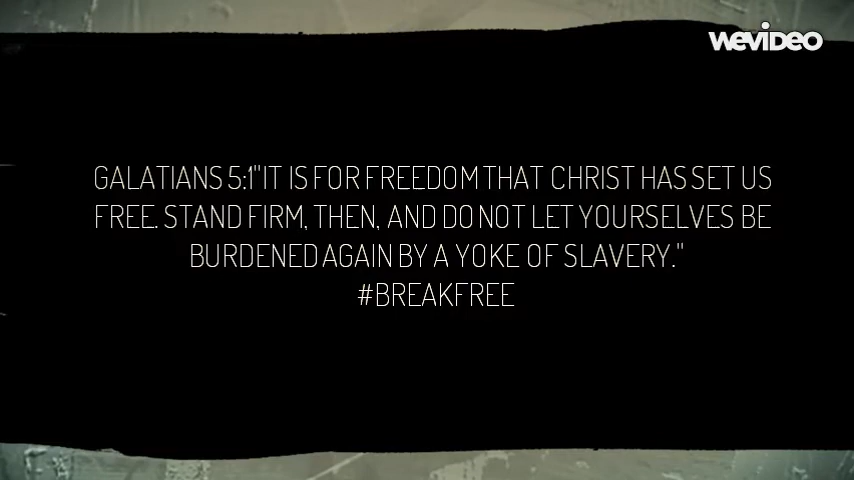 WEVIDEO
GALATIANS 5:1"IT IS FOR FREEDOM THAT CHRIST HAS SET US
FREE. STAND FIRM, THEN, AND DO NOT LET YOURSELVES BE
BURDENED AGAIN BY A YOKE OF SLAVERY."
#BREAKFREE